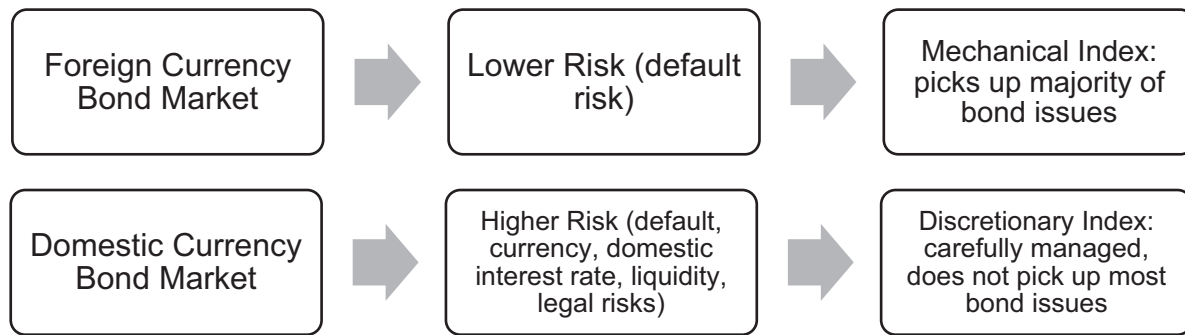 Foreign Currency
Bond Market
Lower Risk (default
risk)
Mechanical Index:
picks up majority of
bond issues
Domestic Currency
Bond Market
Higher Risk (default,
currency, domestic
interest rate, liquidity,
legal risks)
Discretionary Index:
carefully managed,
does not pick up most
bond issues